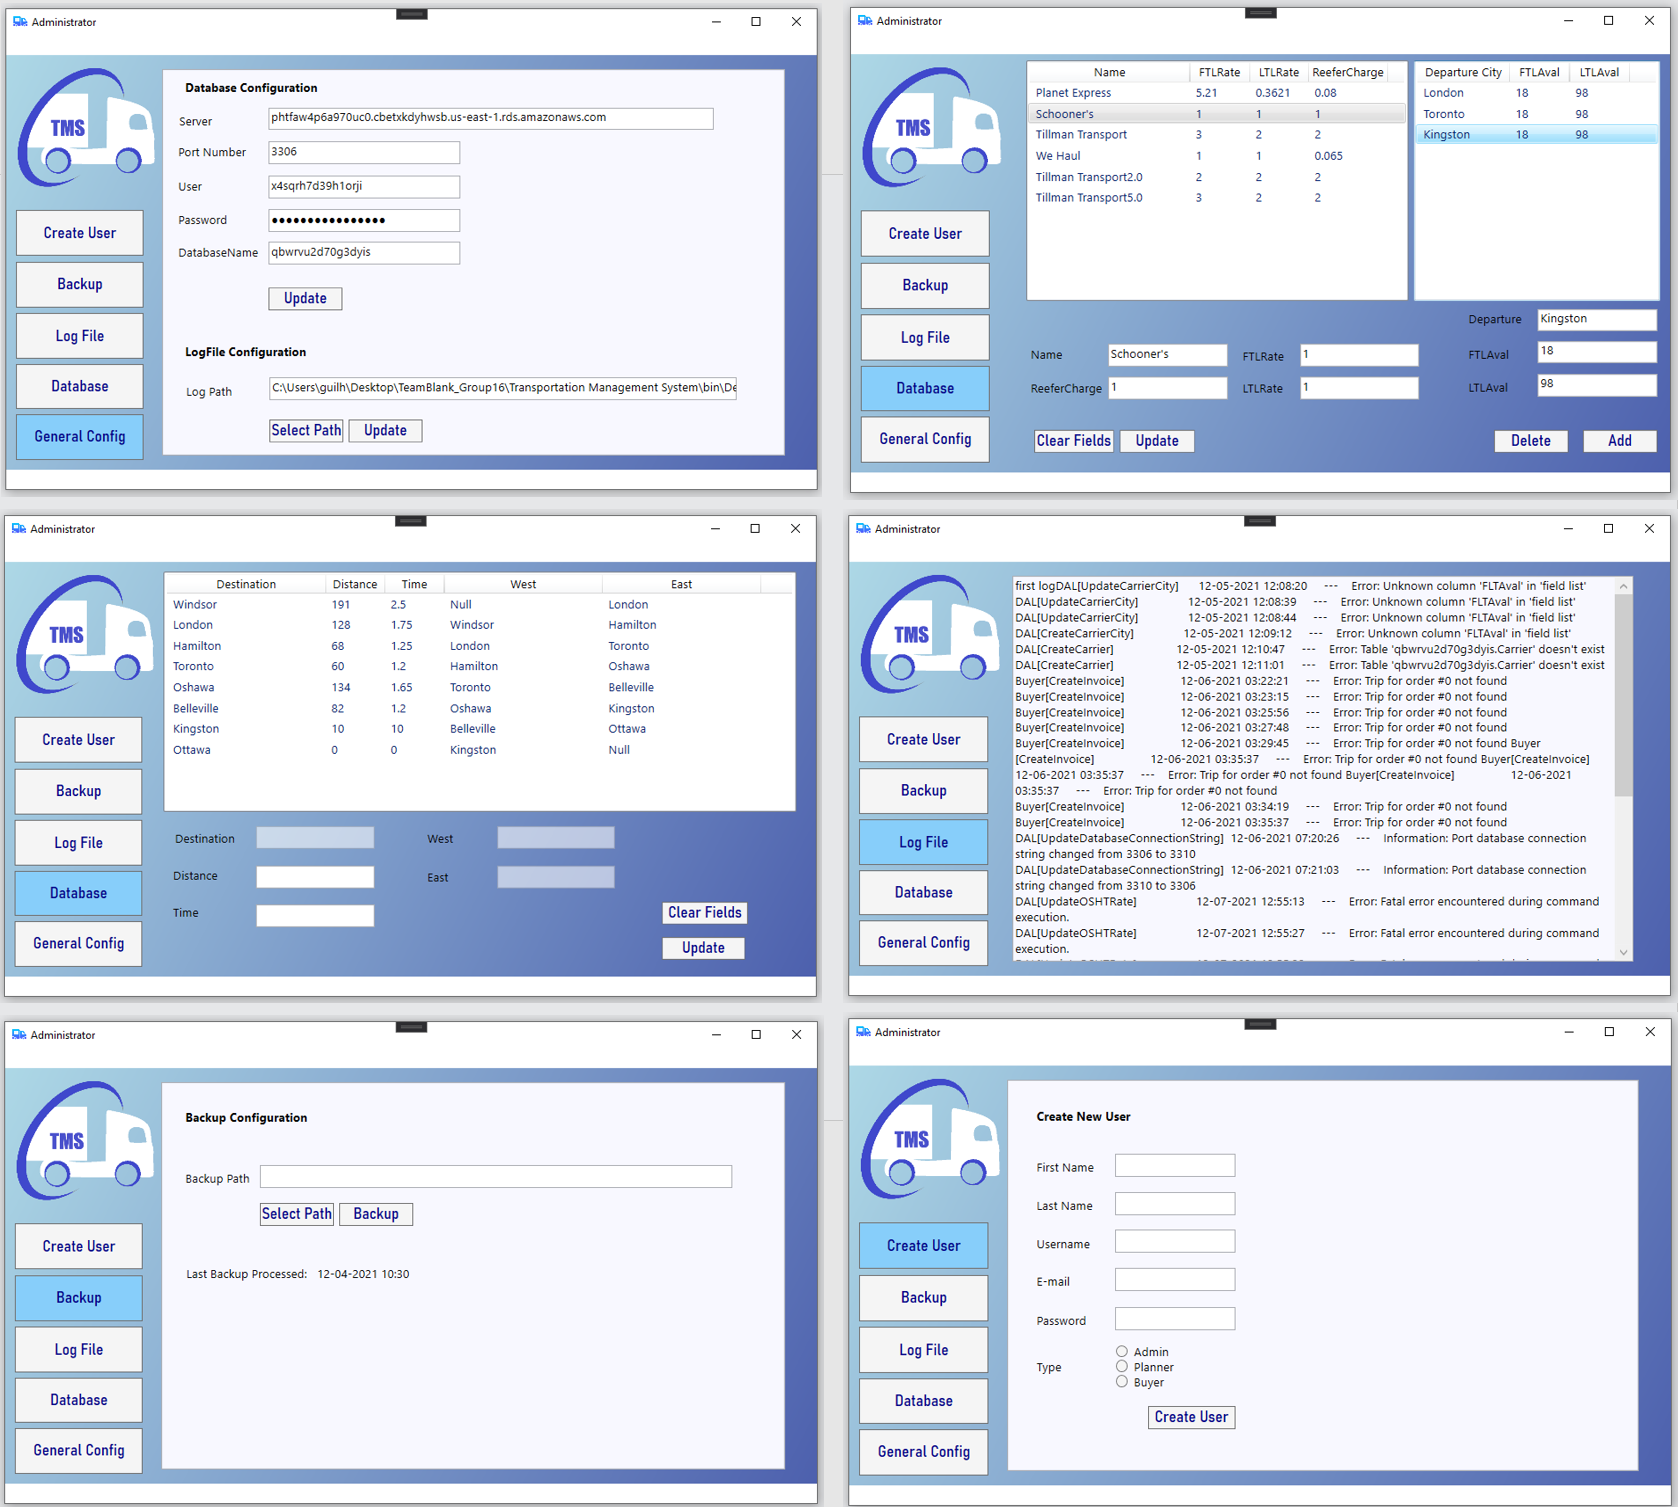 Administrator
TMS
Create User
Backup
Log File
Database
General Config
Database Configuration
Server phtfaw4p6a970uc0.cbetxkdyhwsb.us-east-1.rds.amazonaws.com
Port Number 3306
User x4sqrh7d39h1orji
Password ●●●●●●●●●●●●●●●●
DatabaseName qbwrvu2d70g3dyis
Update
LogFile Configuration
Log Path C:\Users\guilh\Desktop\TeamBlank_Group16\Transportation Management System\bin\De
Select Path Update
Administrator
TMS
Create User
Backup
Log File
Database
General Config
Name FTLRate LTLRate ReeferCharge
Planet Express 5.21 0.3621 0.08
Schooner's 1 1 1
Tillman Transport 3 2 2
We Haul 1 1 0.065
Tillman Transport2.0 2 2 2
Tillman Transport5.0 3 2 2
Departure City FTLAval LTLAval
London 18 98
Toronto 18 98
Kingston 18 98
Departure Kingston
Name Schooner's FTLRate 1 FTLAval 18
ReeferCharge 1 LTLRate 1 LTLAval 98
Clear Fields Update Delete Add
Administrator
TMS
Create User
Backup
Log File
Database
General Config
Destination Distance Time West East
Windsor 191 2.5 Null London
London 128 1.75 Windsor Hamilton
Hamilton 68 1.25 London Toronto
Toronto 60 1.2 Hamilton Oshawa
Oshawa 134 1.65 Toronto Belleville
Belleville 82 1.2 Oshawa Kingston
Kingston 10 10 Belleville Ottawa
Ottawa 0 0 Kingston Null
Destination West
Distance East
Time
Clear Fields
Update
Administrator
TMS
Create User
Backup
Log File
Database
General Config
first logDAL[UpdateCarrierCity] 12-05-2021 12:08:20 --- Error: Unknown column 'FLTAval' in 'field list'
DAL[UpdateCarrierCity] 12-05-2021 12:08:39 --- Error: Unknown column 'FLTAval' in 'field list'
DAL[UpdateCarrierCity] 12-05-2021 12:08:44 --- Error: Unknown column 'FLTAval' in 'field list'
DAL[CreateCarrierCity] 12-05-2021 12:09:12 --- Error: Unknown column 'FLTAval' in 'field list'
DAL[CreateCarrier] 12-05-2021 12:10:47 --- Error: Table 'qbwrvu2d70g3dyis.Carrier' doesn't exist
DAL[CreateCarrier] 12-05-2021 12:11:01 --- Error: Table 'qbwrvu2d70g3dyis.Carrier' doesn't exist
Buyer[CreateInvoice] 12-06-2021 03:22:21 --- Error: Trip for order #0 not found
Buyer[CreateInvoice] 12-06-2021 03:23:15 --- Error: Trip for order #0 not found
Buyer[CreateInvoice] 12-06-2021 03:25:56 --- Error: Trip for order #0 not found
Buyer[CreateInvoice] 12-06-2021 03:27:48 --- Error: Trip for order #0 not found
Buyer[CreateInvoice] 12-06-2021 03:29:45 --- Error: Trip for order #0 not found Buyer
[CreateInvoice] 12-06-2021 03:35:37 --- Error: Trip for order #0 not found Buyer[CreateInvoice]
12-06-2021 03:35:37 --- Error: Trip for order #0 not found Buyer[CreateInvoice] 12-06-2021
03:35:37 --- Error: Trip for order #0 not found
Buyer[CreateInvoice] 12-06-2021 03:34:19 --- Error: Trip for order #0 not found
Buyer[CreateInvoice] 12-06-2021 03:35:37 --- Error: Trip for order #0 not found
DAL[UpdateDatabaseConnectionString] 12-06-2021 07:20:26 --- Information: Port database connection
string changed from 3306 to 3310
DAL[UpdateDatabaseConnectionString] 12-06-2021 07:21:03 --- Information: Port database connection
string changed from 3310 to 3306
DAL[UpdateOSHTRate] 12-07-2021 12:55:13 --- Error: Fatal error encountered during command
execution.
DAL[UpdateOSHTRate] 12-07-2021 12:55:27 --- Error: Fatal error encountered during command
execution.
Administrator
TMS
Create User
Backup
Log File
Database
General Config
Backup Configuration
Backup Path
Select Path Backup
Last Backup Processed: 12-04-2021 10:30
Administrator
TMS
Create User
Backup
Log File
Database
General Config
Create New User
First Name
Last Name
Username
E-mail
Password
Type
Admin
Planner
Buyer
Create User